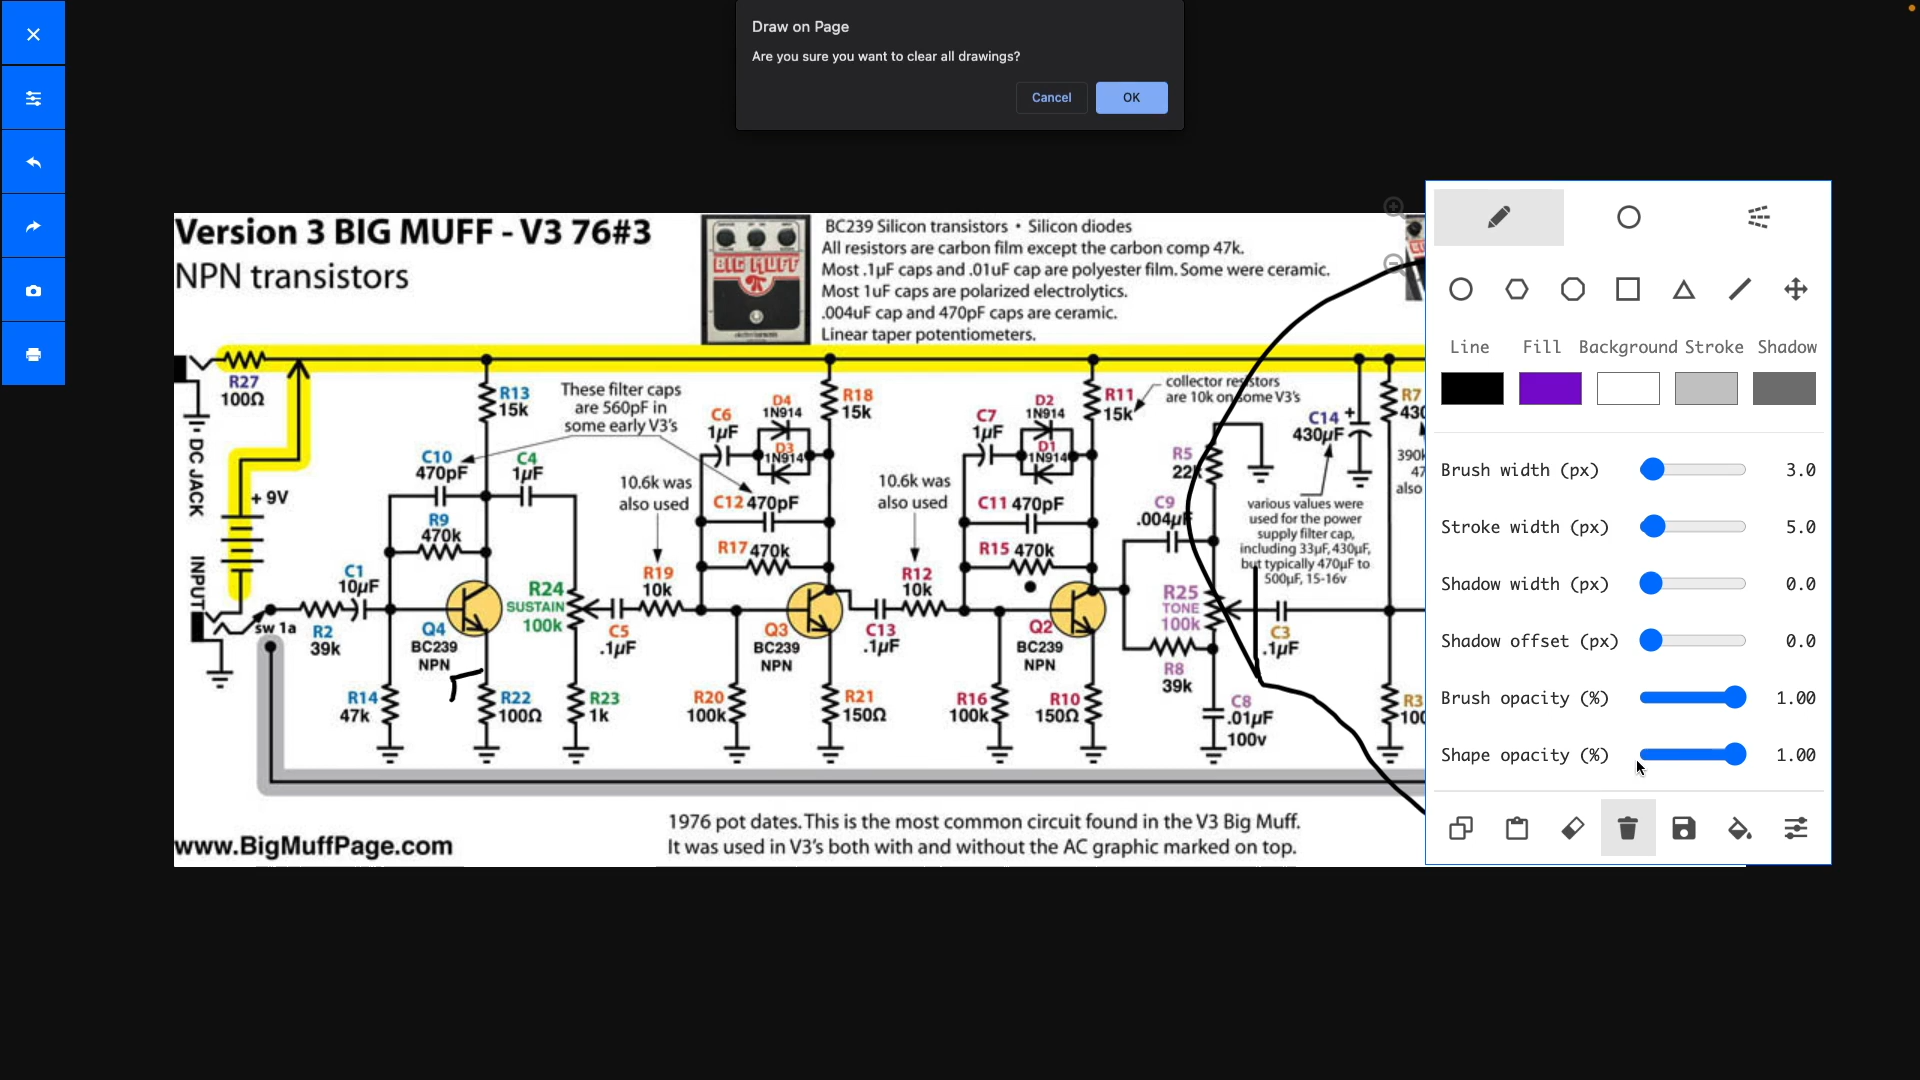 Draw on Page
Are you sure you want to clear all drawings?
Cancel
OK
Version 3 BIG MUFF - V3 76#3
NPN transistors
BIG MUFF
π
BC239 Silicon transistors • Silicon diodes
All resistors are carbon film except the carbon comp 47k.
Most .1µF caps and .01uF cap are polyester film. Some were ceramic.
Most 1uF caps are polarized electrolytics.
.004uF cap and 470pF caps are ceramic.
Linear taper potentiometers.
R27
100Ω
DC JACK
+ 9V
INPUT
sw 1a
R2
39k
C1
10µF
R14
47k
C10
470pF
R9
470k
R13
15k
C4
1µF
Q4
BC239
NPN
R22
100Ω
These filter caps
are 560pF in
some early V3's
R24
SUSTAIN
100k
R23
1k
C5
.1µF
10.6k was
also used
R19
10k
C6
1µF
D4
1N914
D3
1N914
R18
15k
C12 470pF
R17 470k
Q3
BC239
NPN
R20
100k
R21
150Ω
C13
.1µF
10.6k was
also used
R12
10k
C7
1µF
D2
1N914
D1
1N914
R11
15k
collector resistors
are 10k on some V3's
C11 470pF
R15 470k
Q2
BC239
NPN
R16
100k
R10
150Ω
R5
22k
C9
.004µF
R25
TONE
100k
R8
39k
C8
.01µF
100v
C3
.1µF
C14
430µF
+
various values were
used for the power
supply filter cap,
including 33µF, 430µF,
but typically 470µF to
500µF, 15-16v
R7
430
390k
47
also
R3
100
www.BigMuffPage.com
1976 pot dates. This is the most common circuit found in the V3 Big Muff.
It was used in V3's both with and without the AC graphic marked on top.
Line
Fill
Background
Stroke
Shadow
Brush width (px)
3.0
Stroke width (px)
5.0
Shadow width (px)
0.0
Shadow offset (px)
0.0
Brush opacity (%)
1.00
Shape opacity (%)
1.00